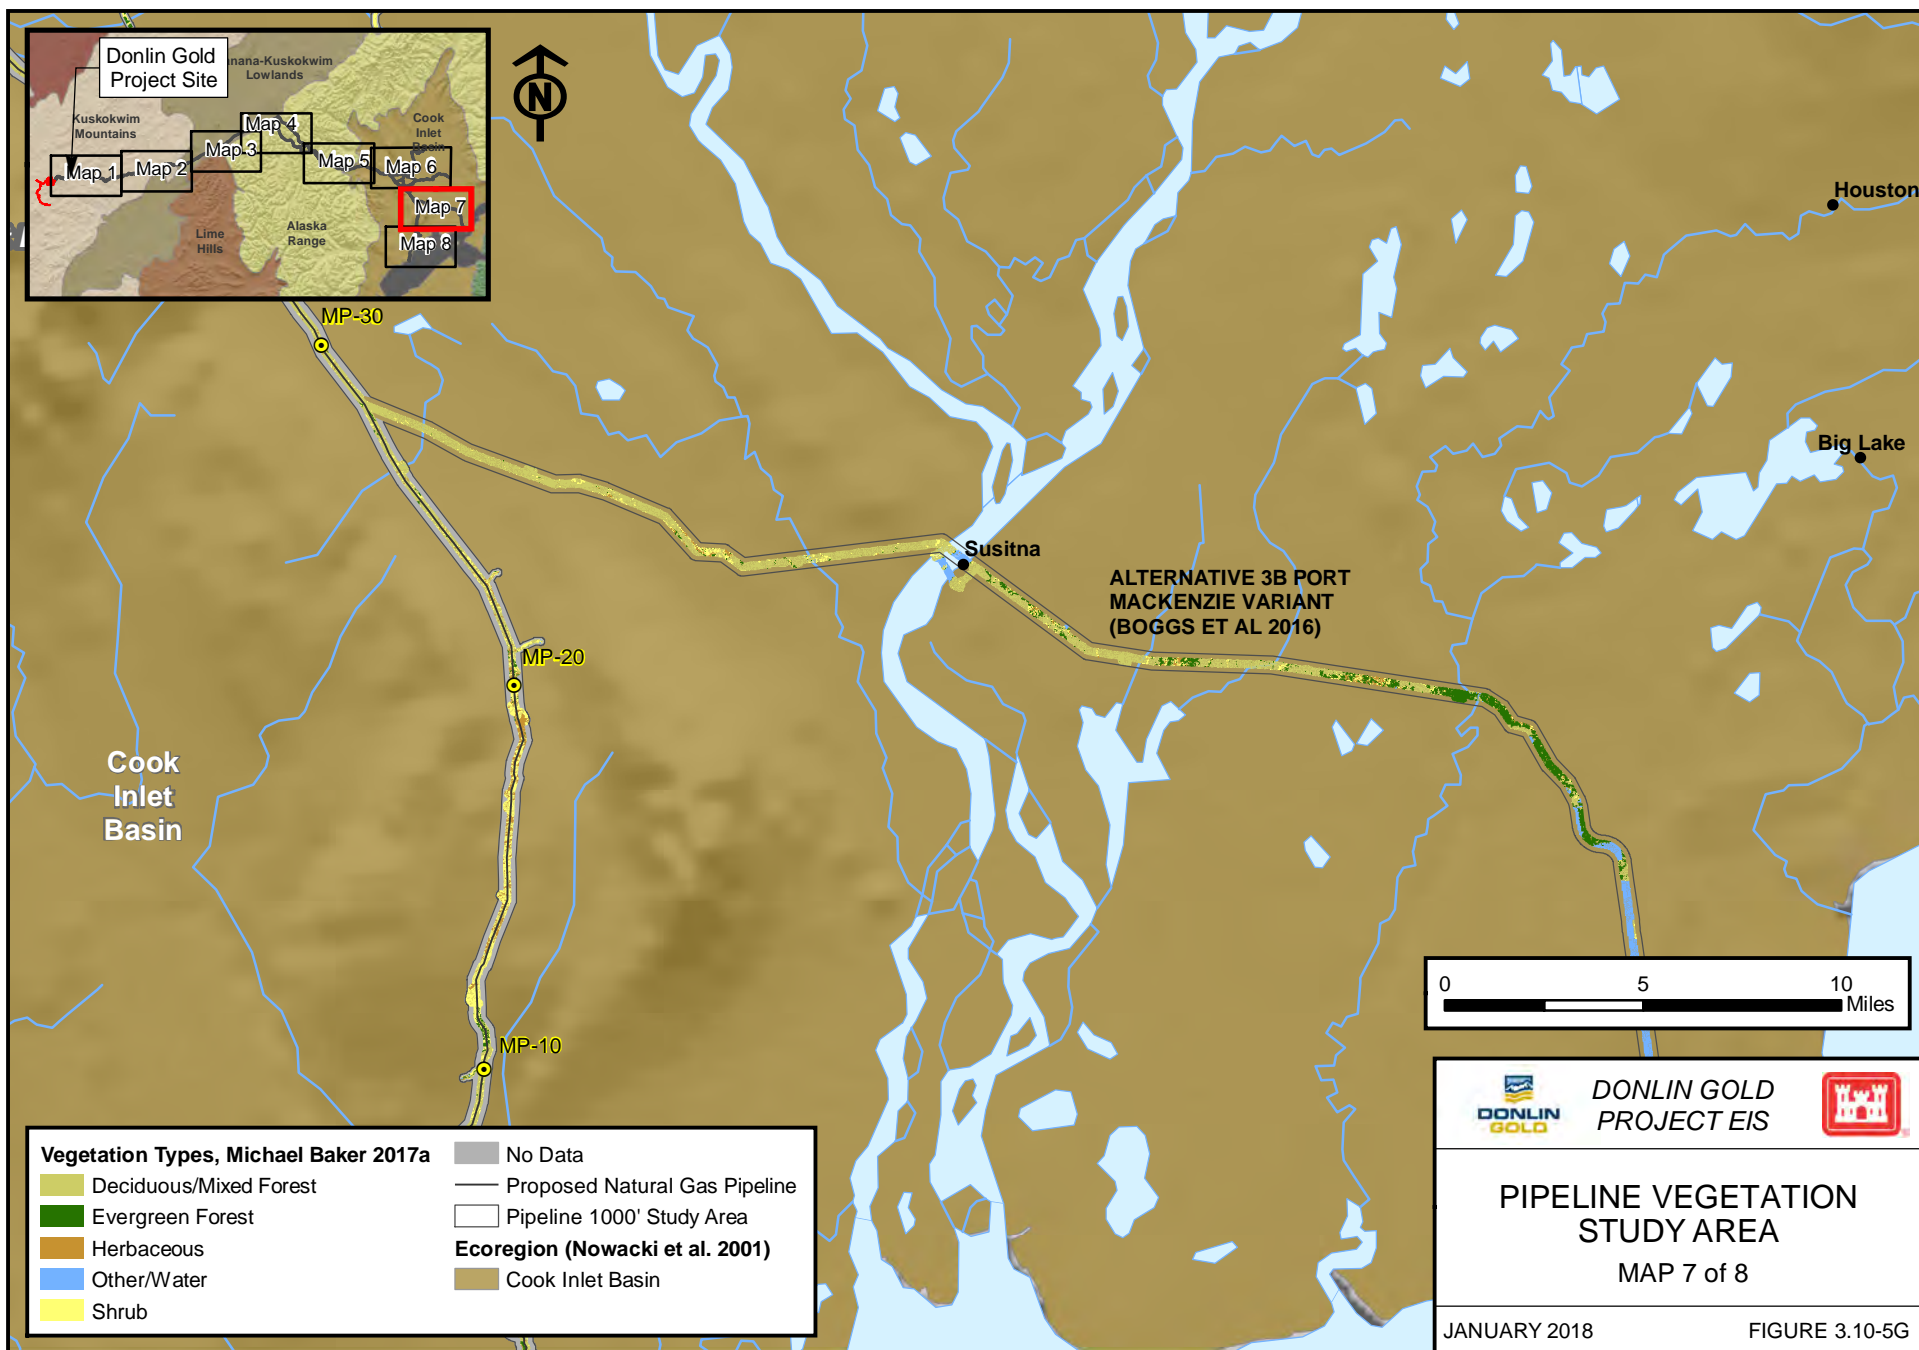 Donlin Gold
Project Site
nana-Kuskokwim
Lowlands
Kuskokwim
Mountains
Cook
Inlet
Basin
Map 1
Map 2
Map 3
Map 4
Map 5
Map 6
Map 7
Map 8
Lime
Hills
Alaska
Range
N
Houston
MP-30
Big Lake
Susitna
ALTERNATIVE 3B PORT
MACKENZIE VARIANT
(BOGGS ET AL 2016)
MP-20
Cook
Inlet
Basin
MP-10
0 5 10
Miles
Vegetation Types, Michael Baker 2017a
Deciduous/Mixed Forest
Evergreen Forest
Herbaceous
Other/Water
Shrub
No Data
Proposed Natural Gas Pipeline
Pipeline 1000' Study Area
Ecoregion (Nowacki et al. 2001)
Cook Inlet Basin
DONLIN
GOLD
DONLIN GOLD
PROJECT EIS
PIPELINE VEGETATION
STUDY AREA
MAP 7 of 8
JANUARY 2018
FIGURE 3.10-5G